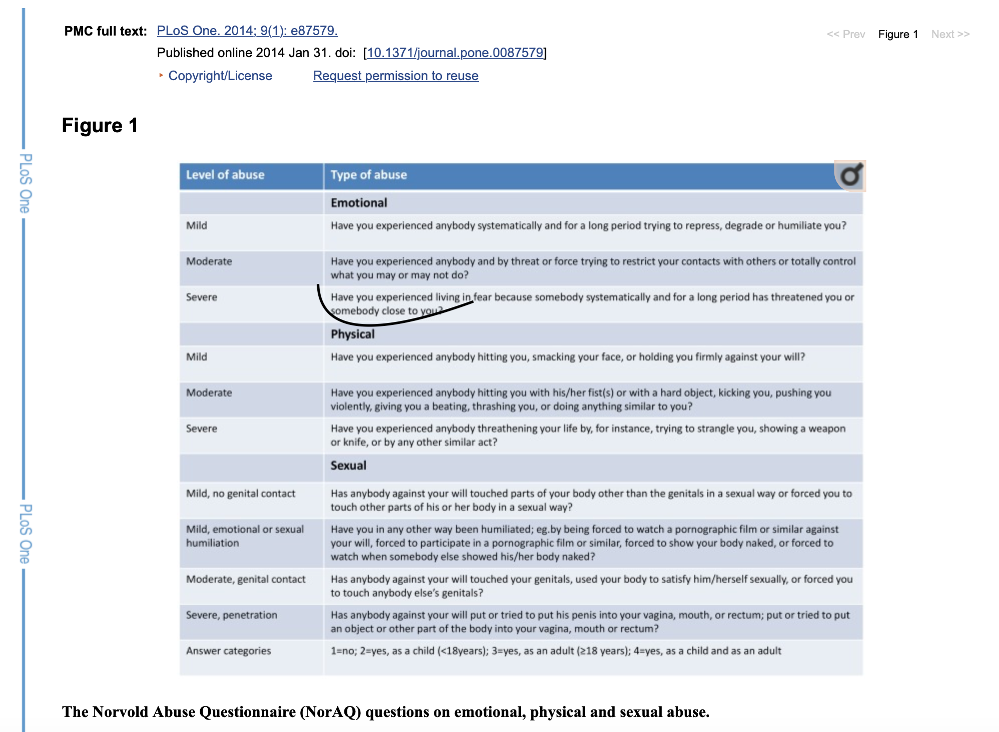 PMC full text: PLoS One. 2014; 9(1): e87579.
<< Prev Figure 1 Next >>
Published online 2014 Jan 31. doi: [10.1371/journal.pone.0087579]
Copyright/License Request permission to reuse
Figure 1
PLoS One
PLoS One
Level of abuse Type of abuse
Emotional
Mild Have you experienced anybody systematically and for a long period trying to repress, degrade or humiliate you?
Moderate Have you experienced anybody and by threat or force trying to restrict your contacts with others or totally control
what you may or may not do?
Severe Have you experienced living in fear because somebody systematically and for a long period has threatened you or
somebody close to you?
Physical
Mild Have you experienced anybody hitting you, smacking your face, or holding you firmly against your will?
Moderate Have you experienced anybody hitting you with his/her fist(s) or with a hard object, kicking you, pushing you
violently, giving you a beating, thrashing you, or doing anything similar to you?
Severe Have you experienced anybody threathening your life by, for instance, trying to strangle you, showing a weapon
or knife, or by any other similar act?
Sexual
Mild, no genital contact Has anybody against your will touched parts of your body other than the genitals in a sexual way or forced you to
touch other parts of his or her body in a sexual way?
Mild, emotional or sexual Have you in any other way been humiliated; eg.by being forced to watch a pornographic film or similar against
humiliation your will, forced to participate in a pornographic film or similar, forced to show your body naked, or forced to
watch when somebody else showed his/her body naked?
Moderate, genital contact Has anybody against your will touched your genitals, used your body to satisfy him/herself sexually, or forced you
to touch anybody else's genitals?
Severe, penetration Has anybody against your will put or tried to put his penis into your vagina, mouth, or rectum; put or tried to put
an object or other part of the body into your vagina, mouth or rectum?
Answer categories 1=no; 2=yes, as a child (<18years); 3=yes, as an adult (≥18 years); 4=yes, as a child and as an adult
The Norvold Abuse Questionnaire (NorAQ) questions on emotional, physical and sexual abuse.